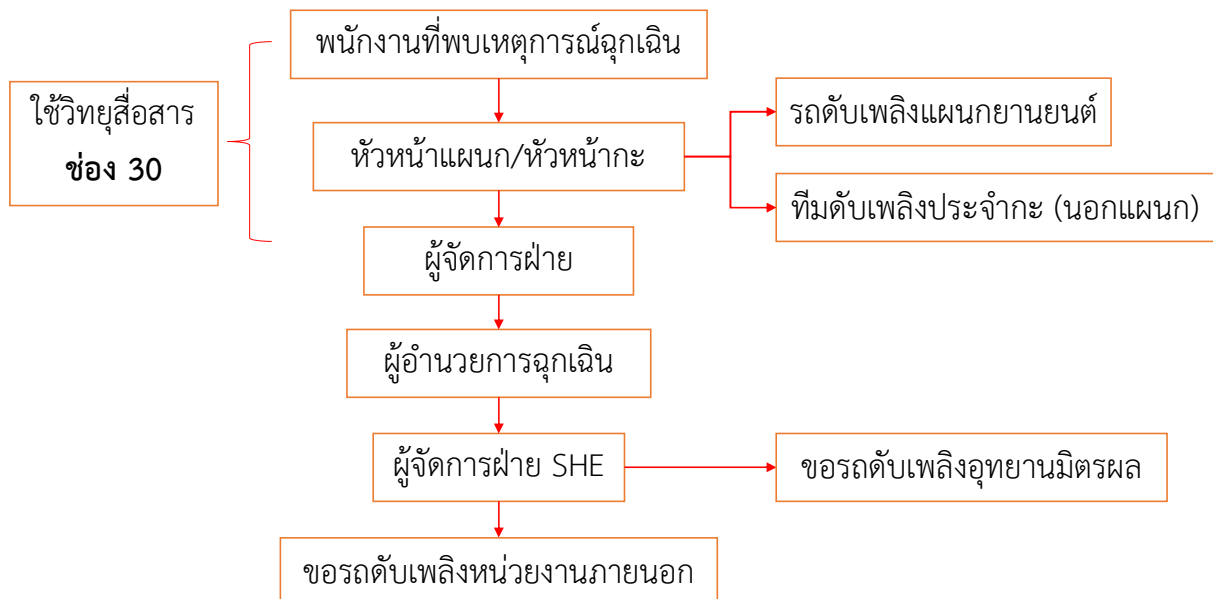 พนักงานที่พบเหตุการณ์ฉุกเฉิน
ใช้วิทยุสื่อสาร
ช่อง 30
หัวหน้าแผนก/หัวหน้ากะ
รถดับเพลิงแผนกยานยนต์
ทีมดับเพลิงประจำกะ (นอกแผนก)
ผู้จัดการฝ่าย
ผู้อำนวยการฉุกเฉิน
ผู้จัดการฝ่าย SHE
ขอรถดับเพลิงอุทยานมิตรผล
ขอรถดับเพลิงหน่วยงานภายนอก